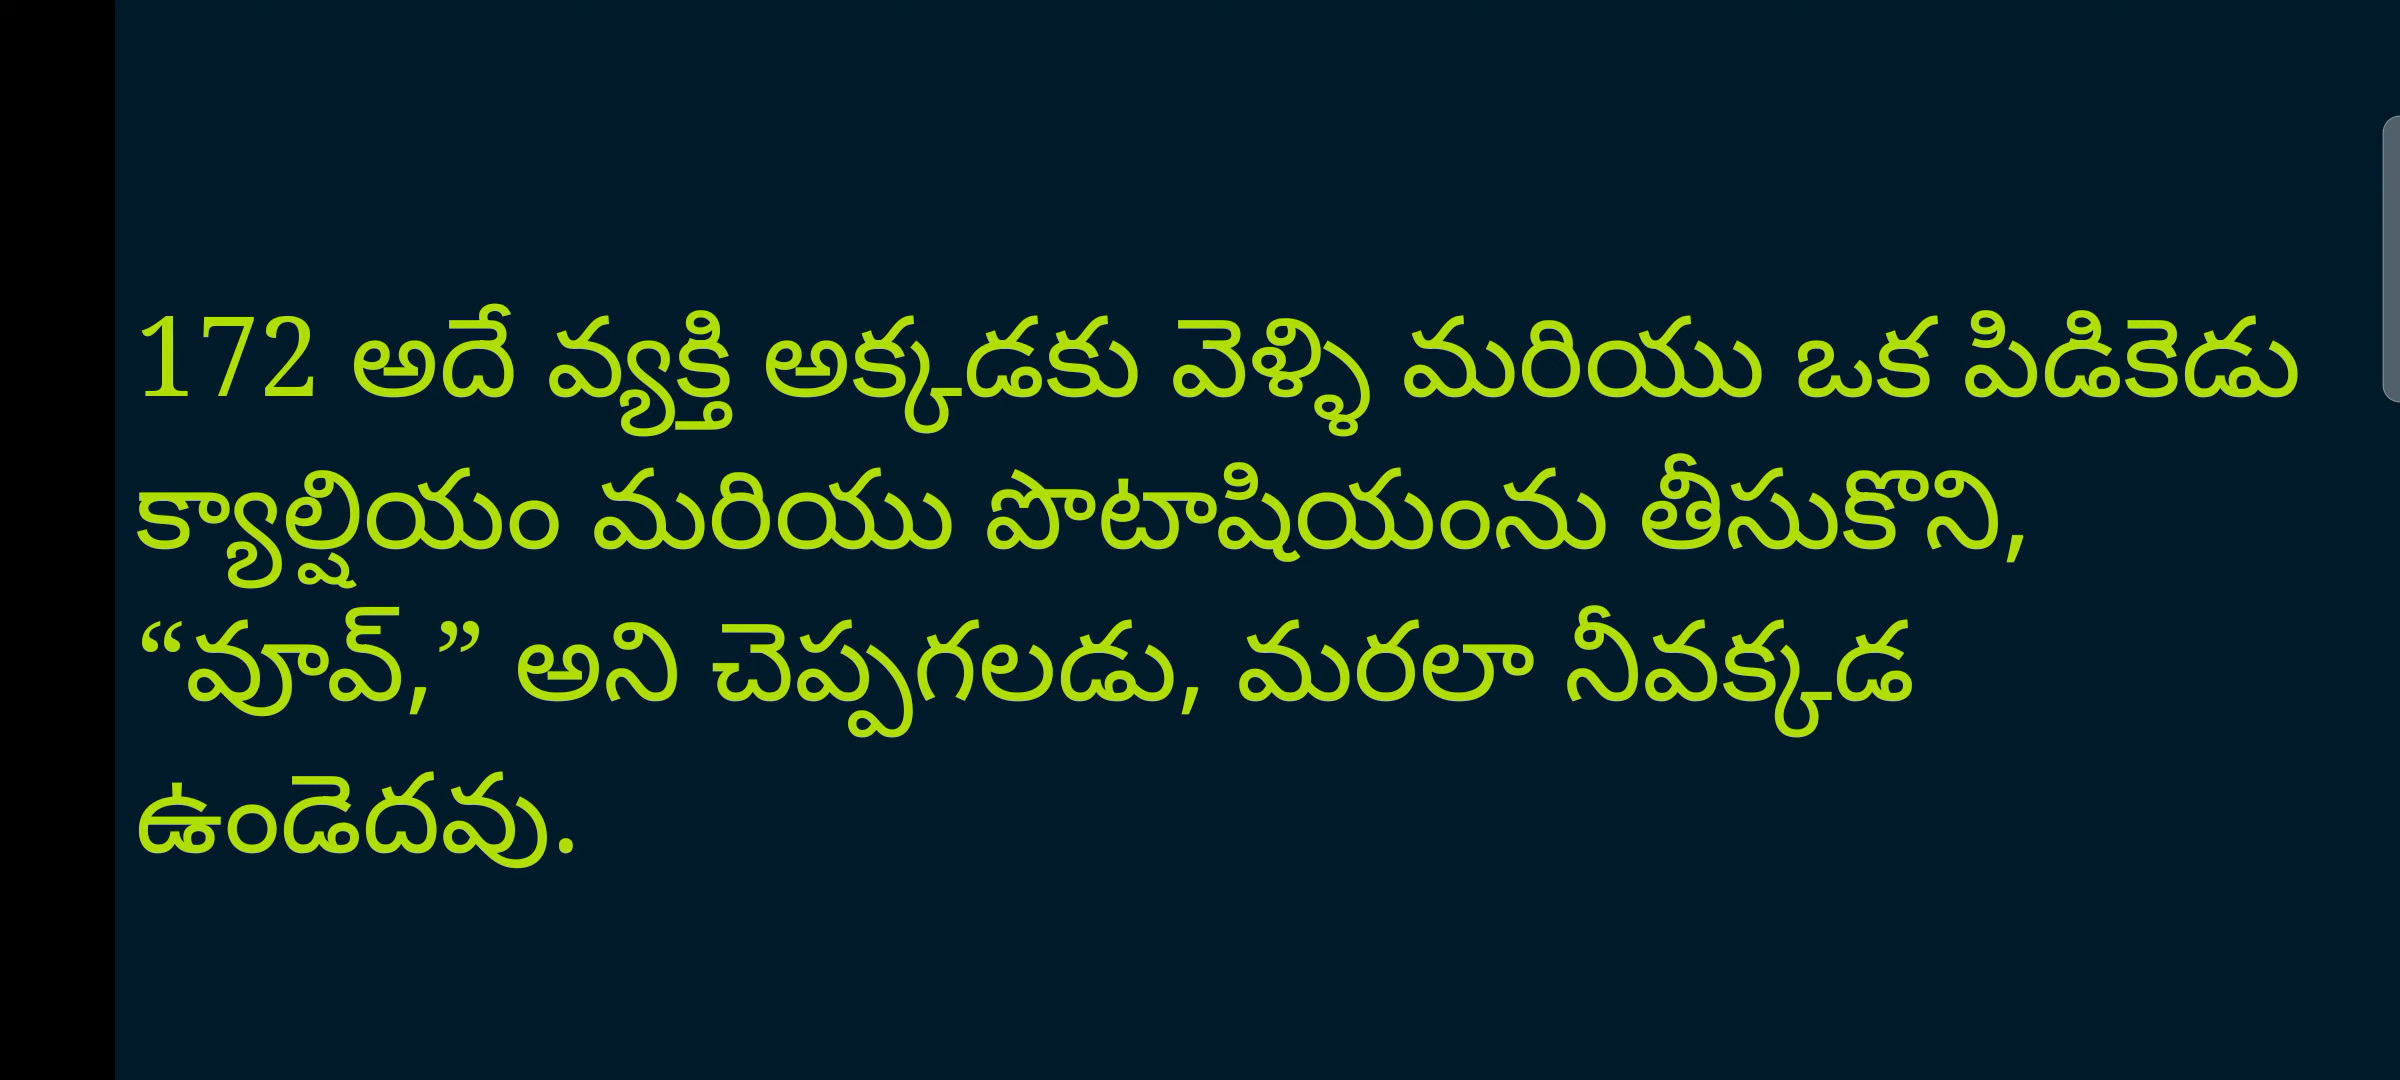 172 అదే వ్యక్తి అక్కడకు వెళ్ళి మరియు ఒక పిడికెడు
క్యాల్షియం మరియు పొటాషియంను తీసుకొని,
“వూవ్,” అని చెప్పగలడు, మరలా నీవక్కడ
ఉండెదవు.